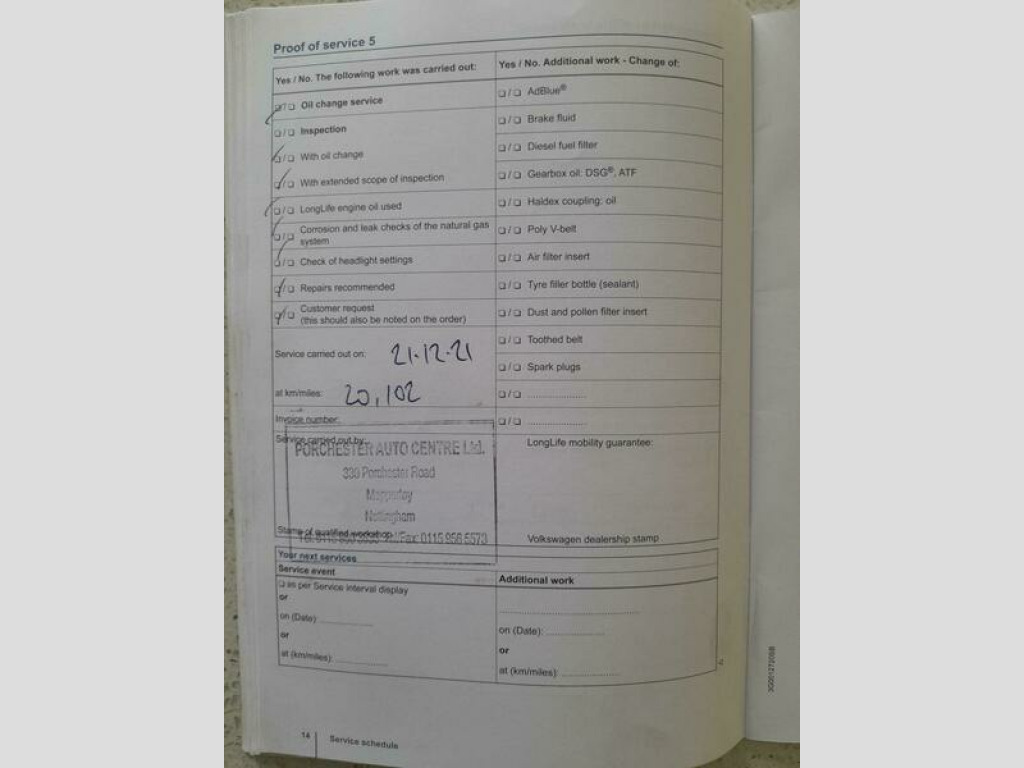 Proof of service 5
Yes / No. The following work was carried out:
❑/❑ Oil change service
❑/❑ Inspection
❑/❑ With oil change
❑/❑ With extended scope of inspection
❑/❑ LongLife engine oil used
❑/❑ Corrosion and leak checks of the natural gas
system
❑/❑ Check of headlight settings
❑/❑ Repairs recommended
❑/❑ Customer request
(this should also be noted on the order)
Service carried out on: 21-12-21
at km/miles: 20,102
Invoice number:
Service carried out by:
PORCHESTER AUTO CENTRE Ltd.
330 Porchester Road
Mapperley
Nottingham
Stamp of qualified workshop
Fax: 0115 956 5573
Yes / No. Additional work - Change of:
❑/❑ AdBlue®
❑/❑ Brake fluid
❑/❑ Diesel fuel filter
❑/❑ Gearbox oil: DSG®, ATF
❑/❑ Haldex coupling: oil
❑/❑ Poly V-belt
❑/❑ Air filter insert
❑/❑ Tyre filler bottle (sealant)
❑/❑ Dust and pollen filter insert
❑/❑ Toothed belt
❑/❑ Spark plugs
❑/❑ ....................
❑/❑ ....................
LongLife mobility guarantee:
Volkswagen dealership stamp
Your next services
Service event
❑ as per Service interval display
or
on (Date): ..................
or
at (km/miles): ................
Additional work
..........................................
on (Date): ..................
or
at (km/miles): ..................
14 Service schedule